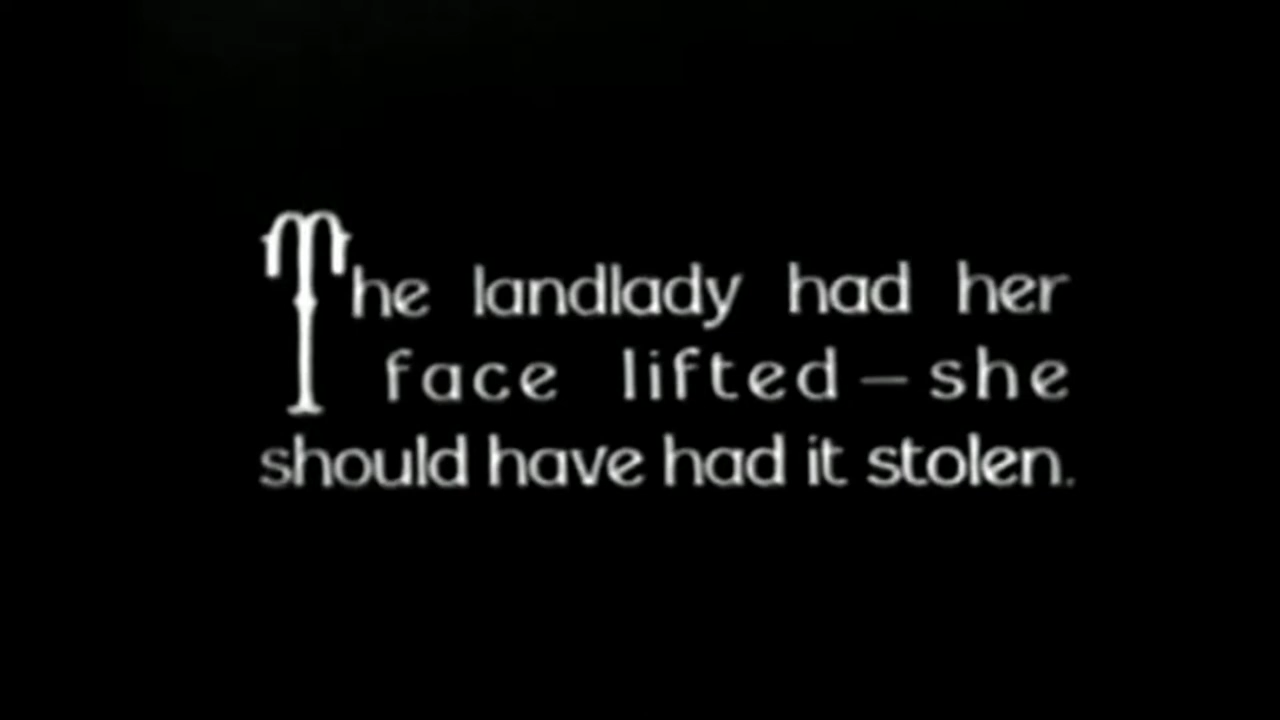 The landlady had her
face lifted — she
should have had it stolen.